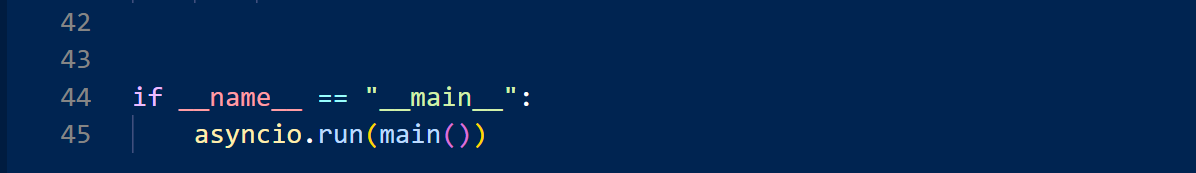 42
43
44 if __name__ == "__main__":
45     asyncio.run(main())